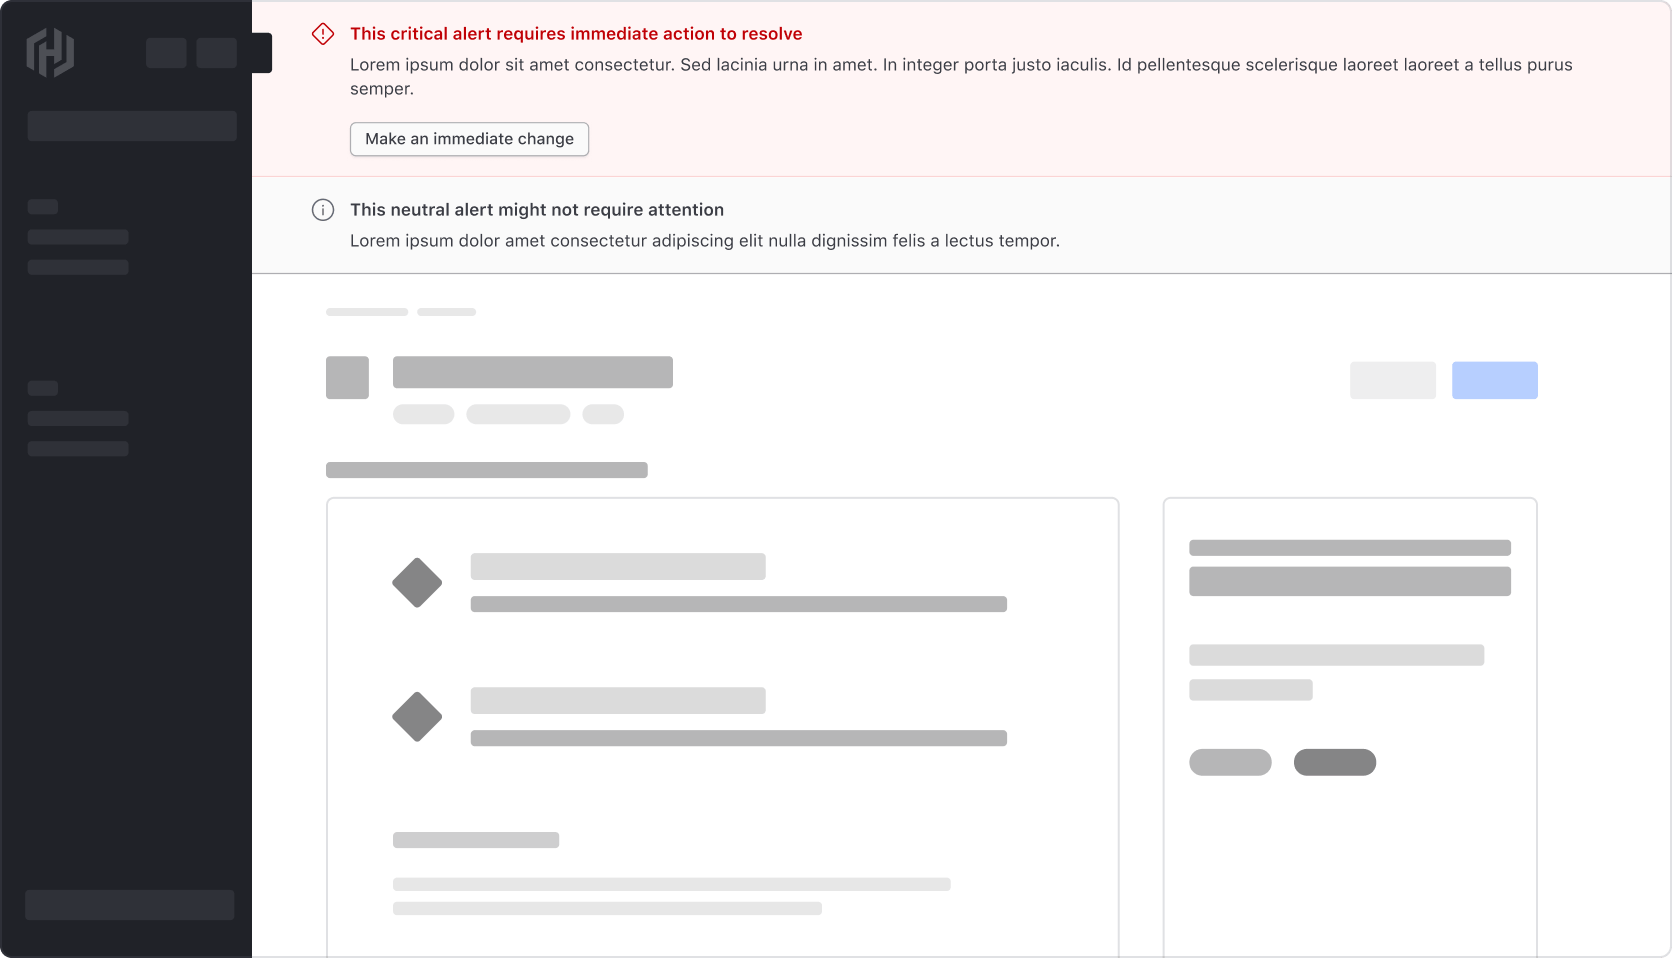 This critical alert requires immediate action to resolve
Lorem ipsum dolor sit amet consectetur. Sed lacinia urna in amet. In integer porta justo iaculis. Id pellentesque scelerisque laoreet laoreet a tellus purus
semper.
Make an immediate change
This neutral alert might not require attention
Lorem ipsum dolor amet consectetur adipiscing elit nulla dignissim felis a lectus tempor.